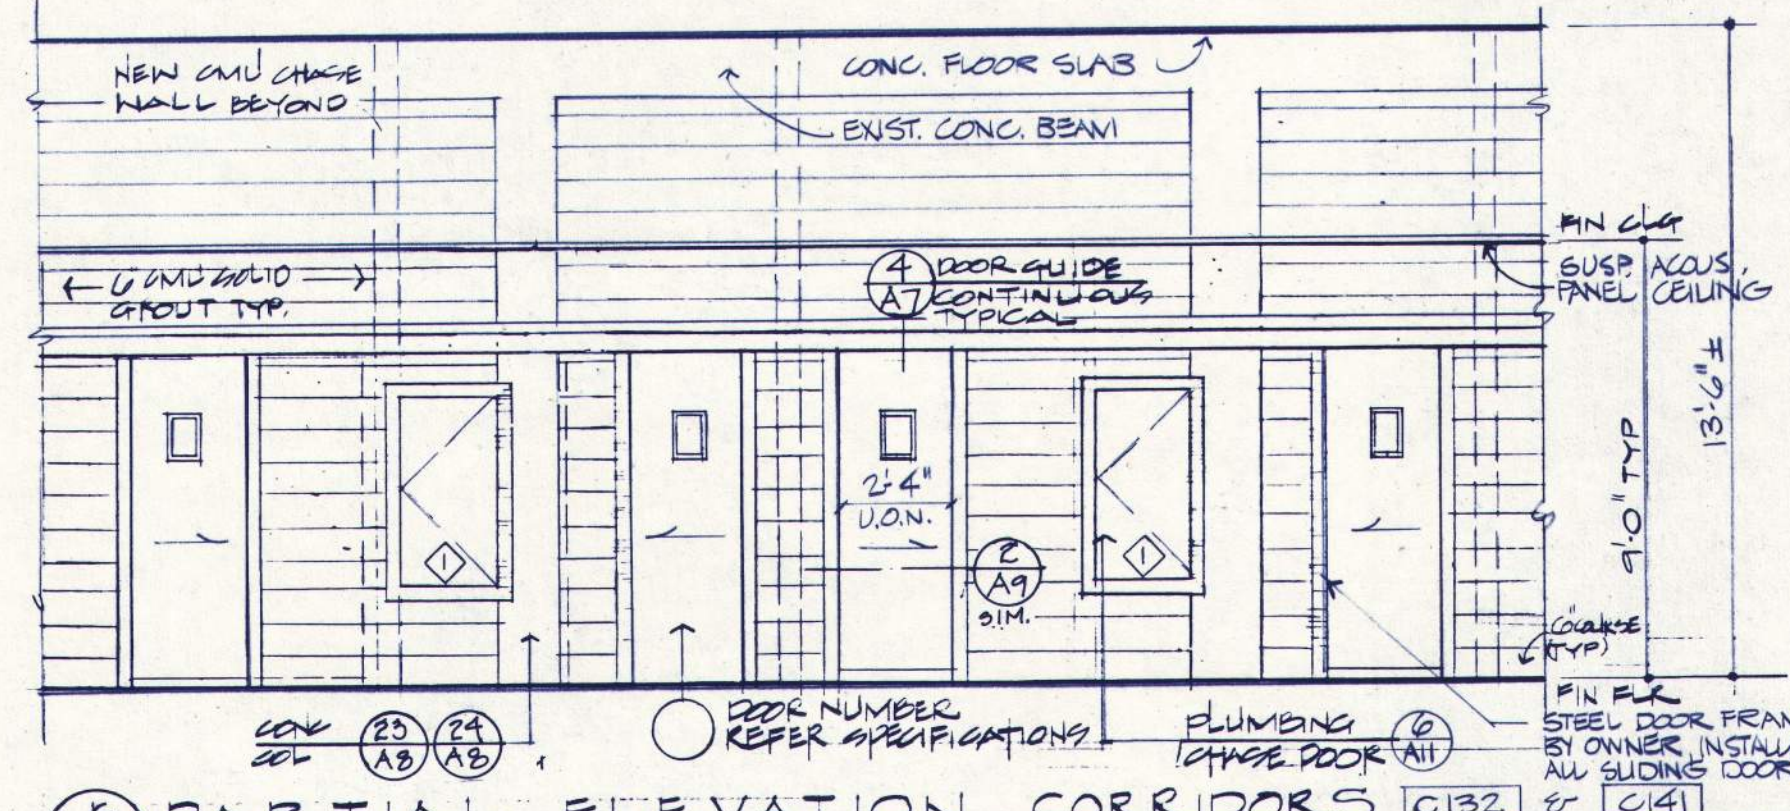 NEW CMU CHASE
WALL BEYOND
CONC. FLOOR SLAB
EXIST. CONC. BEAM
FIN CLG
SUSP. ACOUS.
PANEL CEILING
6 CMU SOLID
GROUT TYP.
4
A7
DOOR GUIDE
CONTINUOUS
TYPICAL
13'-6" ±
9'-0" TYP
2'-4"
U.O.N.
1
1
2
A9
SIM.
6" COURSE
(TYP)
FIN FLR
CONC
COL
23
A8
24
A8
DOOR NUMBER
REFER SPECIFICATIONS
PLUMBING
CHASE DOOR
6
A11
STEEL DOOR FRAM
BY OWNER, INSTALL
ALL SLIDING DOOR
PARTIAL ELEVATION CORRIDORS C132 & C141